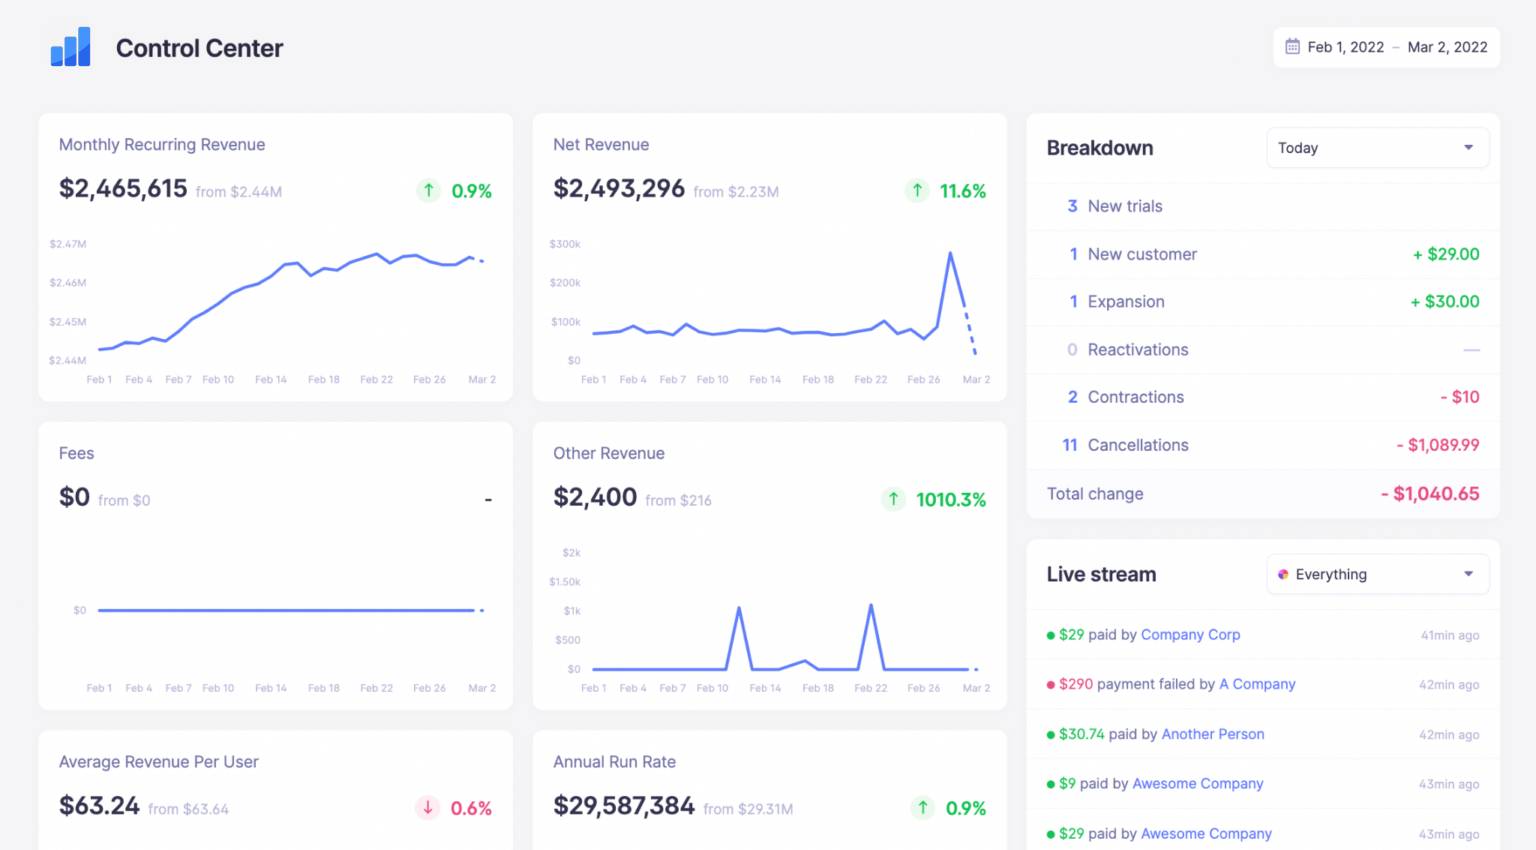 Control Center
Feb 1, 2022 – Mar 2, 2022
Monthly Recurring Revenue
$2,465,615 from $2.44M ↑ 0.9%
$2.47M
$2.46M
$2.45M
$2.44M
Feb 1 Feb 4 Feb 7 Feb 10 Feb 14 Feb 18 Feb 22 Feb 26 Mar 2
Net Revenue
$2,493,296 from $2.23M ↑ 11.6%
$300k
$200k
$100k
$0
Feb 1 Feb 4 Feb 7 Feb 10 Feb 14 Feb 18 Feb 22 Feb 26 Mar 2
Fees
$0 from $0 -
$0
Feb 1 Feb 4 Feb 7 Feb 10 Feb 14 Feb 18 Feb 22 Feb 26 Mar 2
Other Revenue
$2,400 from $216 ↑ 1010.3%
$2k
$1.50k
$1k
$500
$0
Feb 1 Feb 4 Feb 7 Feb 10 Feb 14 Feb 18 Feb 22 Feb 26 Mar 2
Average Revenue Per User
$63.24 from $63.64 ↓ 0.6%
Annual Run Rate
$29,587,384 from $29.31M ↑ 0.9%
Breakdown
Today
3 New trials
1 New customer + $29.00
1 Expansion + $30.00
0 Reactivations —
2 Contractions - $10
11 Cancellations - $1,089.99
Total change - $1,040.65
Live stream
Everything
$29 paid by Company Corp 41min ago
$290 payment failed by A Company 42min ago
$30.74 paid by Another Person 42min ago
$9 paid by Awesome Company 43min ago
$29 paid by Awesome Company 43min ago